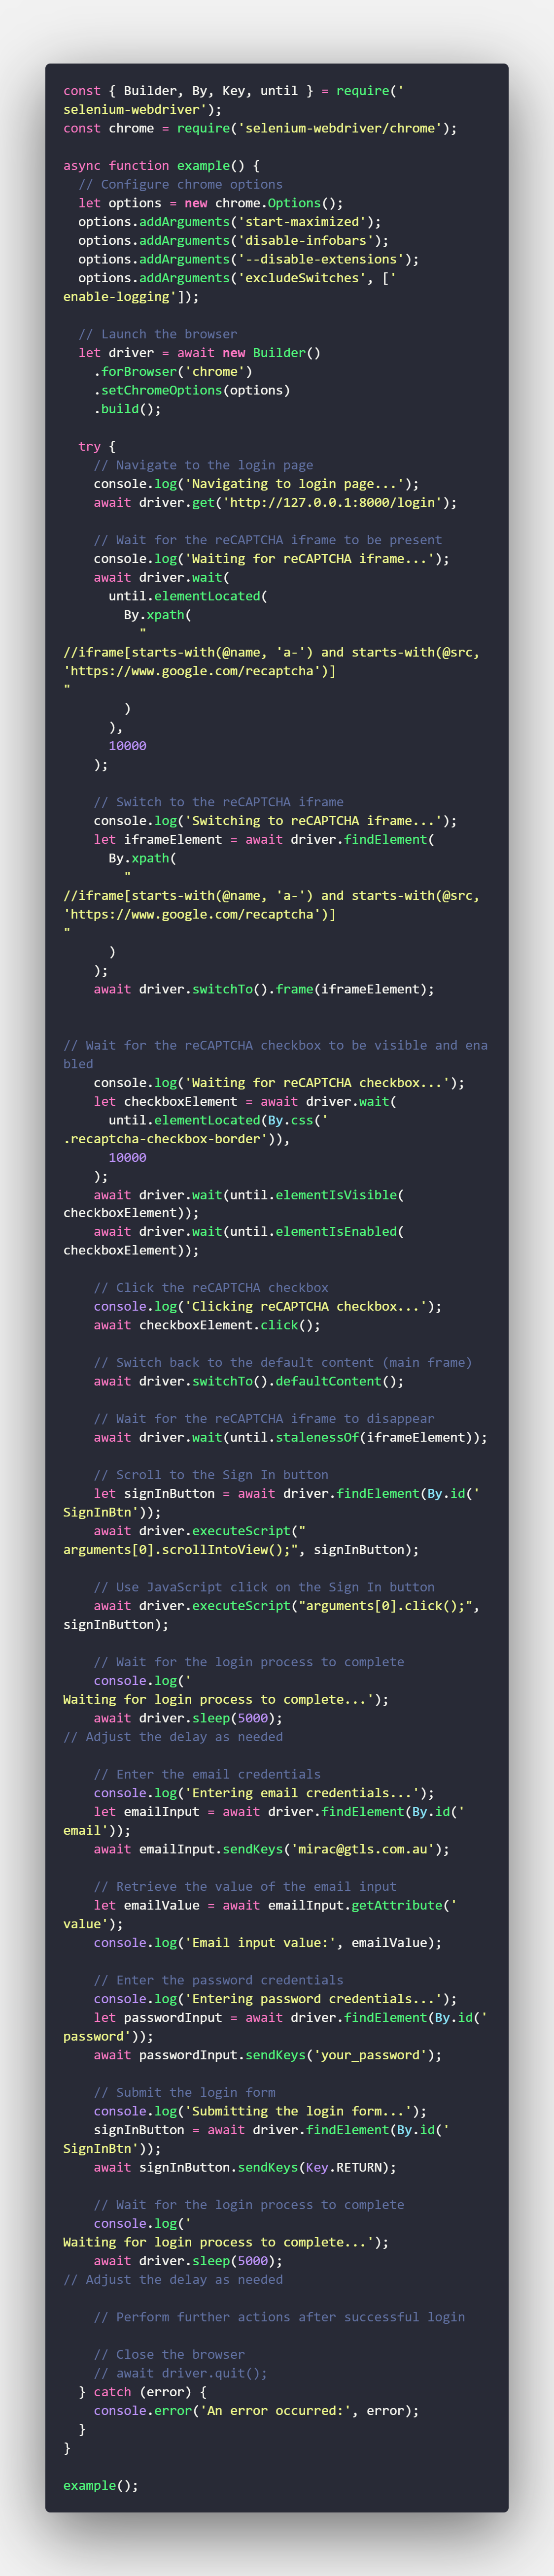 const { Builder, By, Key, until } = require('
selenium-webdriver');
const chrome = require('selenium-webdriver/chrome');
async function example() {
// Configure chrome options
let options = new chrome.Options();
options.addArguments('start-maximized');
options.addArguments('disable-infobars');
options.addArguments('--disable-extensions');
options.addArguments('excludeSwitches', ['
enable-logging']);
// Launch the browser
let driver = await new Builder()
.forBrowser('chrome')
.setChromeOptions(options)
.build();
try {
// Navigate to the login page
console.log('Navigating to login page...');
await driver.get('http://127.0.0.1:8000/login');
// Wait for the reCAPTCHA iframe to be present
console.log('Waiting for reCAPTCHA iframe...');
await driver.wait(
until.elementLocated(
By.xpath(
"
//iframe[starts-with(@name, 'a-') and starts-with(@src,
'https://www.google.com/recaptcha')]
"
)
),
10000
);
// Switch to the reCAPTCHA iframe
console.log('Switching to reCAPTCHA iframe...');
let iframeElement = await driver.findElement(
By.xpath(
"
//iframe[starts-with(@name, 'a-') and starts-with(@src,
'https://www.google.com/recaptcha')]
"
)
);
await driver.switchTo().frame(iframeElement);
// Wait for the reCAPTCHA checkbox to be visible and ena
bled
console.log('Waiting for reCAPTCHA checkbox...');
let checkboxElement = await driver.wait(
until.elementLocated(By.css('
.recaptcha-checkbox-border')),
10000
);
await driver.wait(until.elementIsVisible(
checkboxElement));
await driver.wait(until.elementIsEnabled(
checkboxElement));
// Click the reCAPTCHA checkbox
console.log('Clicking reCAPTCHA checkbox...');
await checkboxElement.click();
// Switch back to the default content (main frame)
await driver.switchTo().defaultContent();
// Wait for the reCAPTCHA iframe to disappear
await driver.wait(until.stalenessOf(iframeElement));
// Scroll to the Sign In button
let signInButton = await driver.findElement(By.id('
SignInBtn'));
await driver.executeScript("
arguments[0].scrollIntoView();", signInButton);
// Use JavaScript click on the Sign In button
await driver.executeScript("arguments[0].click();",
signInButton);
// Wait for the login process to complete
console.log('
Waiting for login process to complete...');
await driver.sleep(5000);
// Adjust the delay as needed
// Enter the email credentials
console.log('Entering email credentials...');
let emailInput = await driver.findElement(By.id('
email'));
await emailInput.sendKeys('mirac@gtls.com.au');
// Retrieve the value of the email input
let emailValue = await emailInput.getAttribute('
value');
console.log('Email input value:', emailValue);
// Enter the password credentials
console.log('Entering password credentials...');
let passwordInput = await driver.findElement(By.id('
password'));
await passwordInput.sendKeys('your_password');
// Submit the login form
console.log('Submitting the login form...');
signInButton = await driver.findElement(By.id('
SignInBtn'));
await signInButton.sendKeys(Key.RETURN);
// Wait for the login process to complete
console.log('
Waiting for login process to complete...');
await driver.sleep(5000);
// Adjust the delay as needed
// Perform further actions after successful login
// Close the browser
// await driver.quit();
} catch (error) {
console.error('An error occurred:', error);
}
}
example();